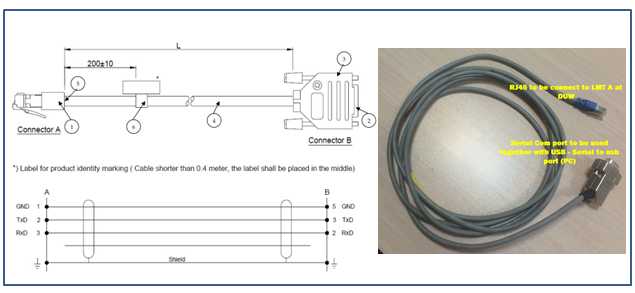 L
200±10
*
5
3
1
6
4
2
Connector A
Connector B
*) Label for product identity marking ( Cable shorter than 0.4 meter, the label shall be placed in the middle)
A
B
GND 1
5 GND
TxD 2
3 TxD
RxD 3
2 RxD
Shield
RJ45 to be connect to LMT A at
DUW
Serial Com port to be used
together with USB - Serial to usb
port (PC)